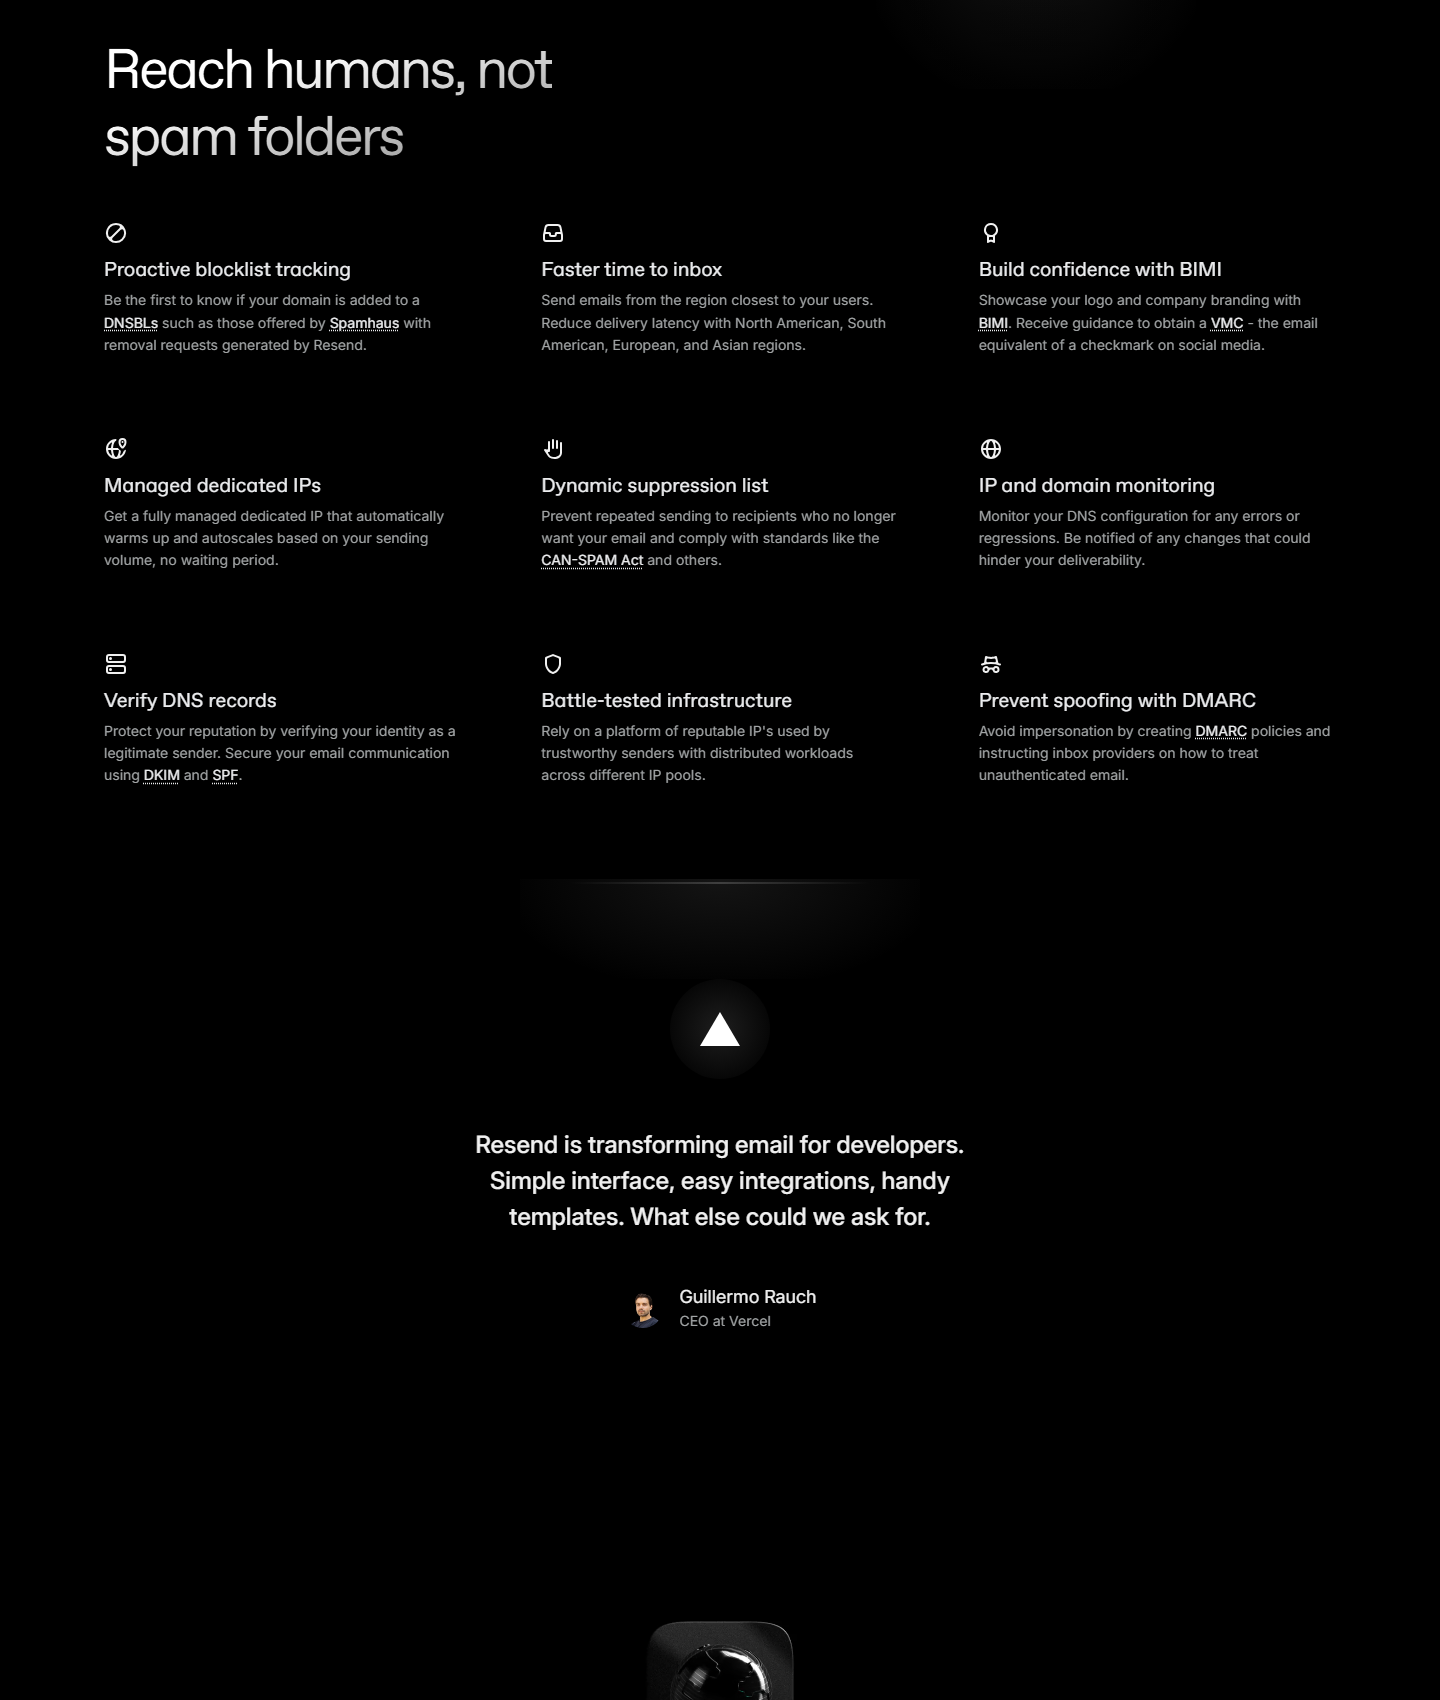 Reach humans, not
spam folders
Proactive blocklist tracking
Be the first to know if your domain is added to a
DNSBLs such as those offered by Spamhaus with
removal requests generated by Resend.
Faster time to inbox
Send emails from the region closest to your users.
Reduce delivery latency with North American, South
American, European, and Asian regions.
Build confidence with BIMI
Showcase your logo and company branding with
BIMI. Receive guidance to obtain a VMC - the email
equivalent of a checkmark on social media.
Managed dedicated IPs
Get a fully managed dedicated IP that automatically
warms up and autoscales based on your sending
volume, no waiting period.
Dynamic suppression list
Prevent repeated sending to recipients who no longer
want your email and comply with standards like the
CAN-SPAM Act and others.
IP and domain monitoring
Monitor your DNS configuration for any errors or
regressions. Be notified of any changes that could
hinder your deliverability.
Verify DNS records
Protect your reputation by verifying your identity as a
legitimate sender. Secure your email communication
using DKIM and SPF.
Battle-tested infrastructure
Rely on a platform of reputable IP's used by
trustworthy senders with distributed workloads
across different IP pools.
Prevent spoofing with DMARC
Avoid impersonation by creating DMARC policies and
instructing inbox providers on how to treat
unauthenticated email.
Resend is transforming email for developers.
Simple interface, easy integrations, handy
templates. What else could we ask for.
Guillermo Rauch
CEO at Vercel